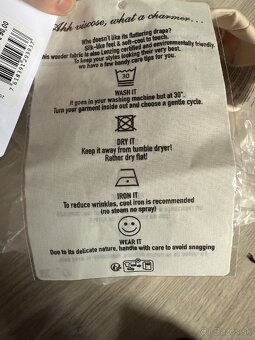 Ahh viscose, what a charmer...
Who doesn't like its flattering drape?
Silk-like feel & soft-cool to touch.
his wonder fabric is also Lenzing certified and environmentally friendly.
To keep your styles looking their very best,
we have a few handy care tips for you.
30
WASH IT
It goes in your washing machine but at 30°.
Turn your garment inside out and choose a gentle cycle.
DRY IT
Keep it away from tumble dryer!
Rather dry flat!
IRON IT
To reduce wrinkles, cool iron is recommended
(no steam no spray)
WEAR IT
Due to its delicate nature, handle with care to avoid snagging